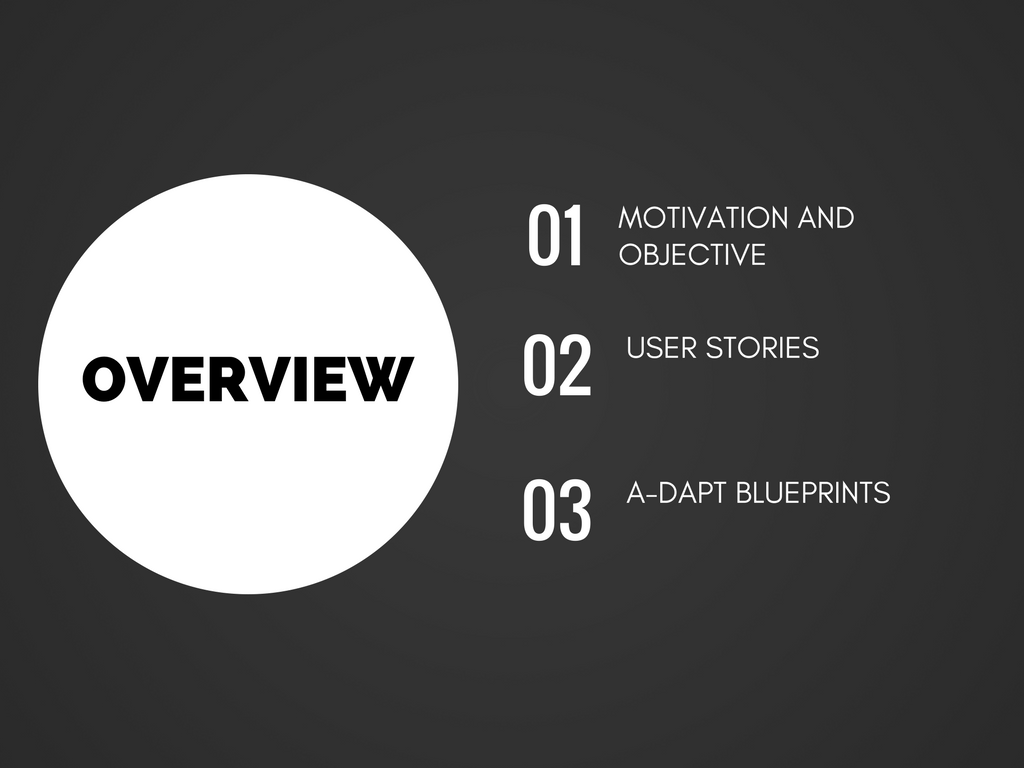 OVERVIEW
01 MOTIVATION AND
OBJECTIVE
02 USER STORIES
03 A-DAPT BLUEPRINTS